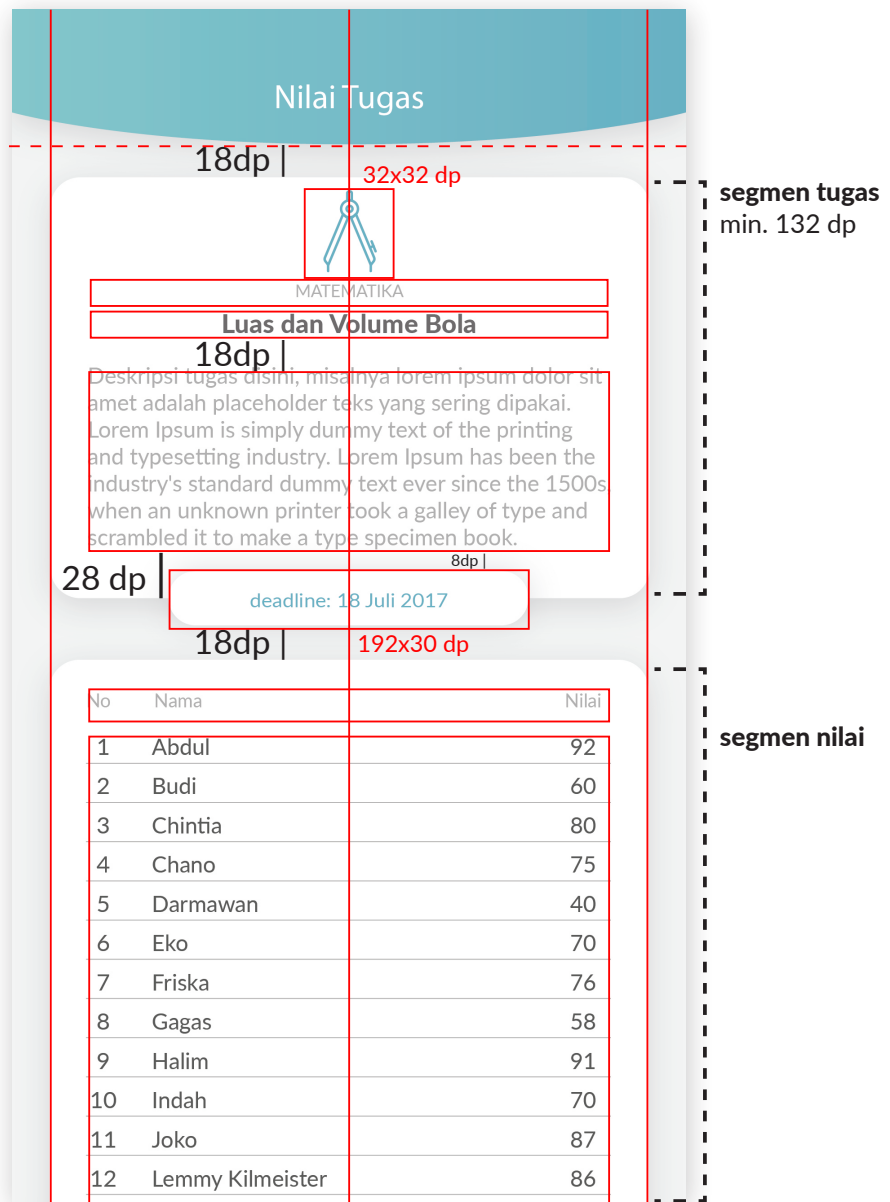 Nilai Tugas
18dp |
32x32 dp
segmen tugas
min. 132 dp
MATEMATIKA
Luas dan Volume Bola
18dp |
Deskripsi tugas disini, misalnya lorem ipsum dolor sit
amet adalah placeholder teks yang sering dipakai.
Lorem Ipsum is simply dummy text of the printing
and typesetting industry. Lorem Ipsum has been the
industry's standard dummy text ever since the 1500s,
when an unknown printer took a galley of type and
scrambled it to make a type specimen book.
8dp |
28 dp |
deadline: 18 Juli 2017
18dp |
192x30 dp
No Nama Nilai
segmen nilai
1 Abdul 92
2 Budi 60
3 Chintia 80
4 Chano 75
5 Darmawan 40
6 Eko 70
7 Friska 76
8 Gagas 58
9 Halim 91
10 Indah 70
11 Joko 87
12 Lemmy Kilmeister 86